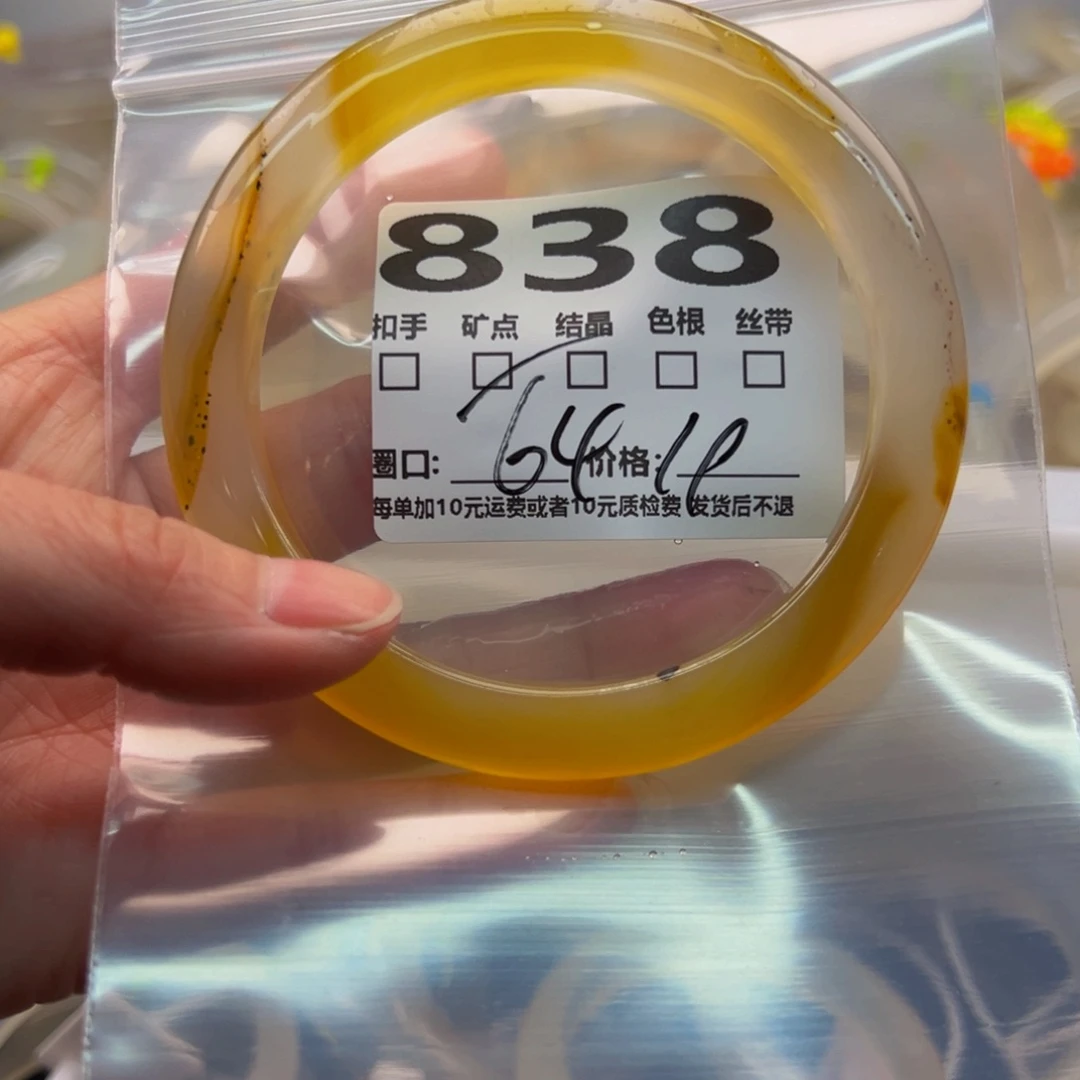 838
扣手 矿点 结晶 色根 丝带
圈口: 64 价格:
每单加10元运费或者10元质检费 发货后不退